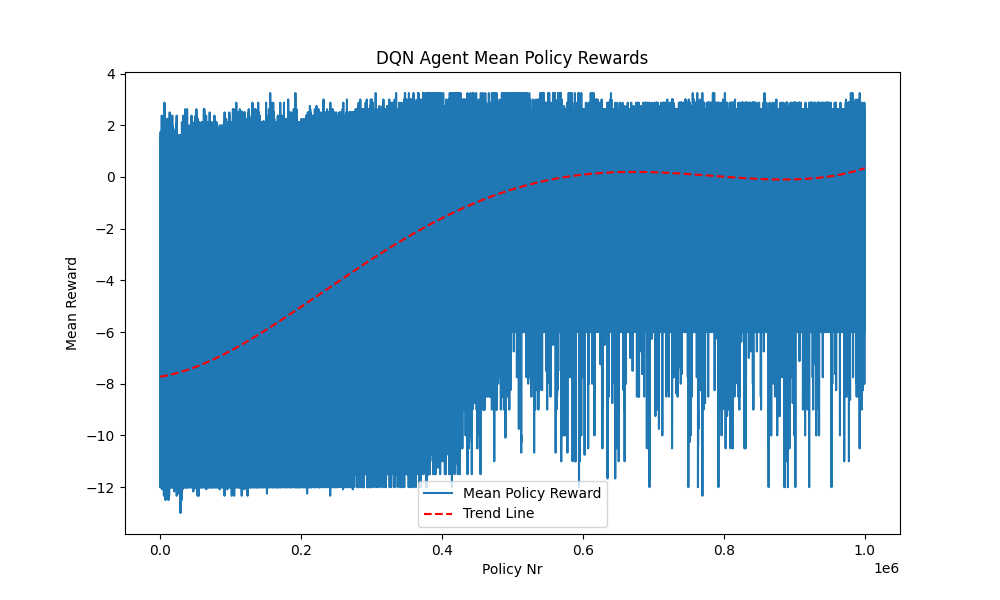 DQN Agent Mean Policy Rewards
4
2
0
−2
−4
−6
−8
−10
−12
Mean Reward
Mean Policy Reward
Trend Line
0.0
0.2
0.4
0.6
0.8
1.0
1e6
Policy Nr